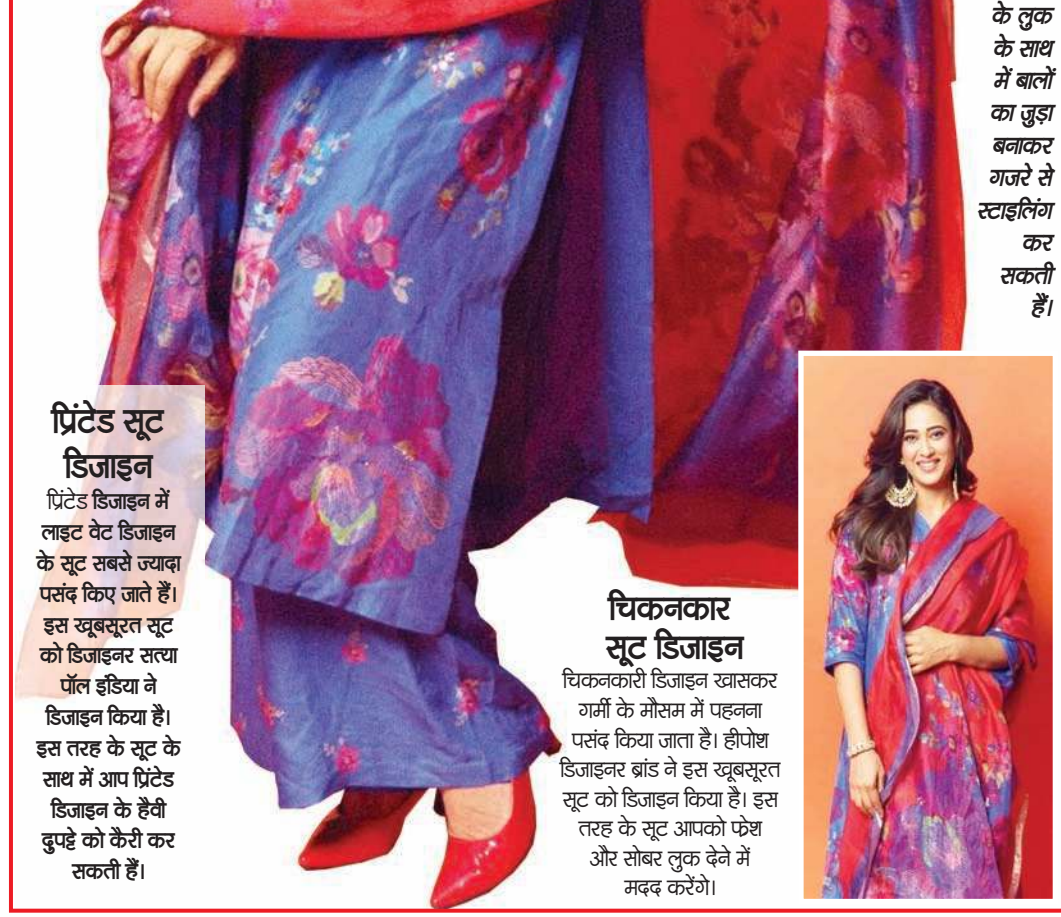 के लुक
के साथ
में बालों
का जुड़ा
बनाकर
गजरे से
स्टाइलिंग
कर
सकती
हैं।
प्रिंटेड सूट
डिजाइन
प्रिंटेड डिजाइन में
लाइट वेट डिजाइन
के सूट सबसे ज्यादा
पसंद किए जाते हैं।
इस खूबसूरत सूट
को डिजाइनर सत्या
पॉल इंडिया ने
डिजाइन किया है।
इस तरह के सूट के
साथ में आप प्रिंटेड
डिजाइन के हैवी
दुपट्टे को कैरी कर
सकती हैं।
चिकनकार
सूट डिजाइन
चिकनकारी डिजाइन खासकर
गर्मी के मौसम में पहनना
पसंद किया जाता है। हीपोश
डिजाइनर ब्रांड ने इस खूबसूरत
सूट को डिजाइन किया है। इस
तरह के सूट आपको फ्रेश
और सोबर लुक देने में
मदद करेंगे।